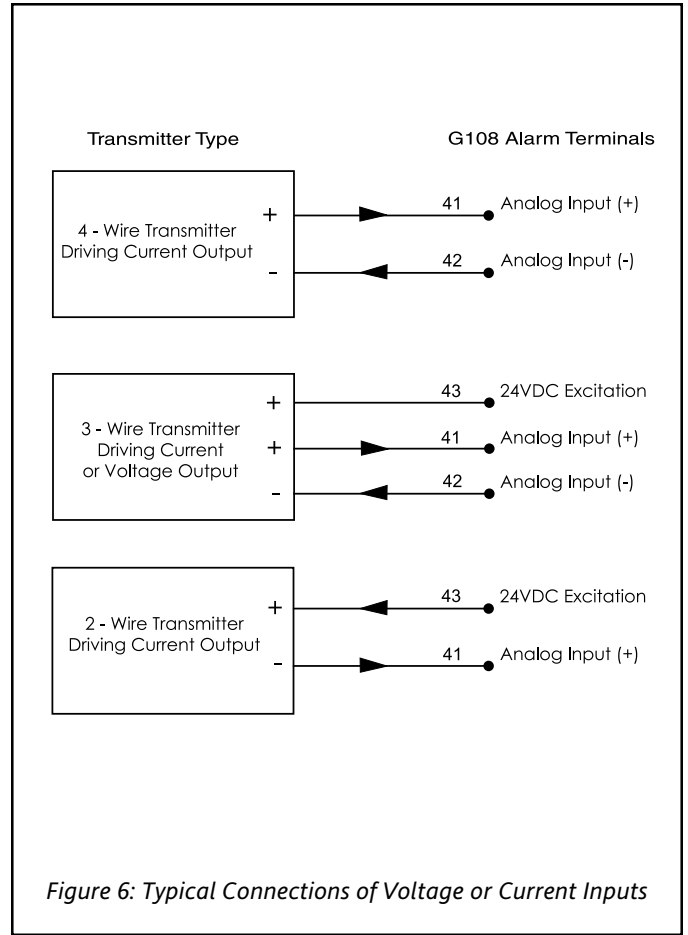 Transmitter Type G108 Alarm Terminals
4 - Wire Transmitter
Driving Current Output
+ 41 Analog Input (+)
- 42 Analog Input (-)
3 - Wire Transmitter
Driving Current
or Voltage Output
+ 43 24VDC Excitation
+ 41 Analog Input (+)
- 42 Analog Input (-)
2 - Wire Transmitter
Driving Current Output
+ 43 24VDC Excitation
- 41 Analog Input (+)
Figure 6: Typical Connections of Voltage or Current Inputs